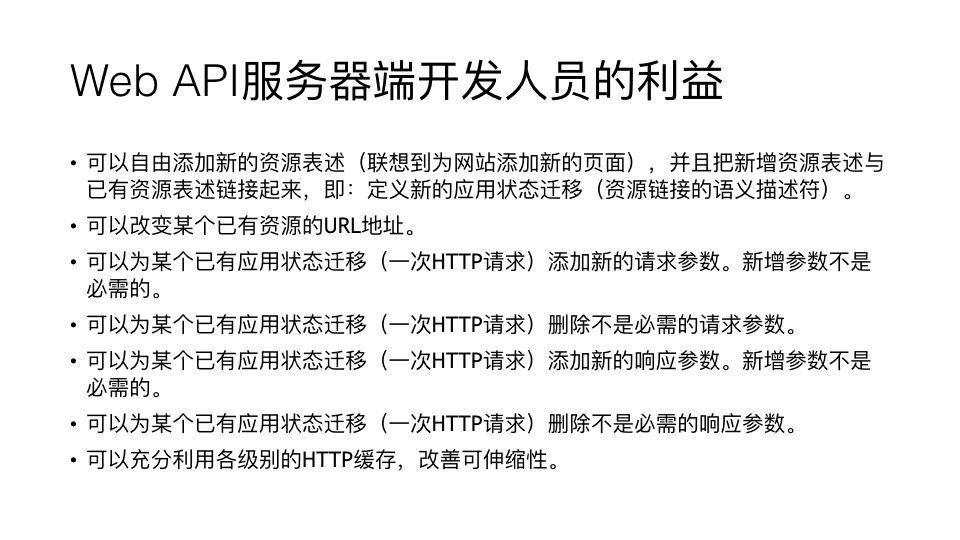 Web API服务器端开发人员的利益
• 可以自由添加新的资源表述（联想到为网站添加新的页面），并且把新增资源表述与
已有资源表述链接起来，即：定义新的应用状态迁移（资源链接的语义描述符）。
• 可以改变某个已有资源的URL地址。
• 可以为某个已有应用状态迁移（一次HTTP请求）添加新的请求参数。新增参数不是
必需的。
• 可以为某个已有应用状态迁移（一次HTTP请求）删除不是必需的请求参数。
• 可以为某个已有应用状态迁移（一次HTTP请求）添加新的响应参数。新增参数不是
必需的。
• 可以为某个已有应用状态迁移（一次HTTP请求）删除不是必需的响应参数。
• 可以充分利用各级别的HTTP缓存，改善可伸缩性。